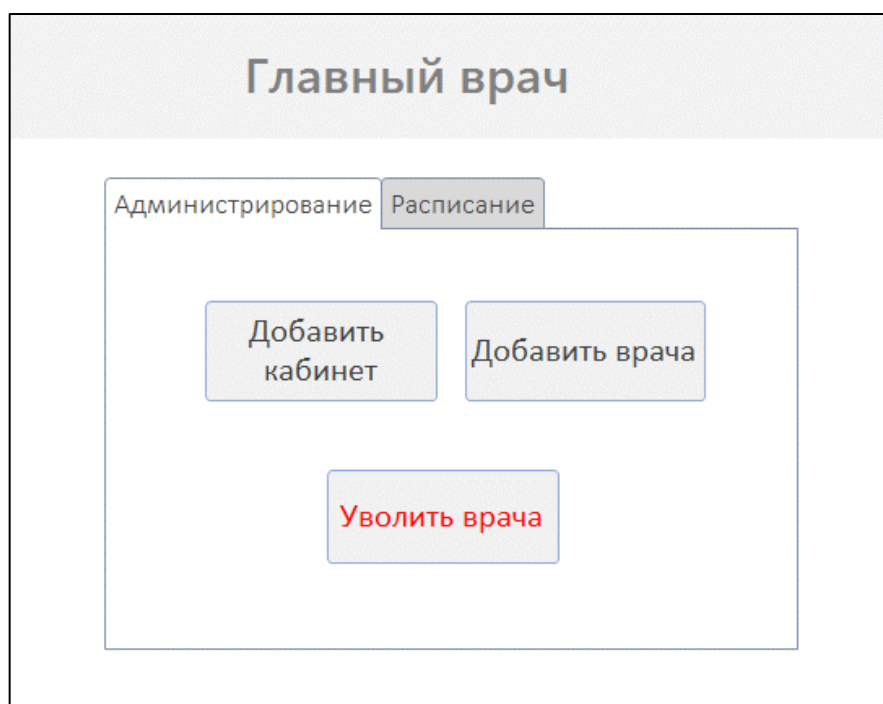 Главный врач
Администрирование Расписание
Добавить
кабинет
Добавить врача
Уволить врача